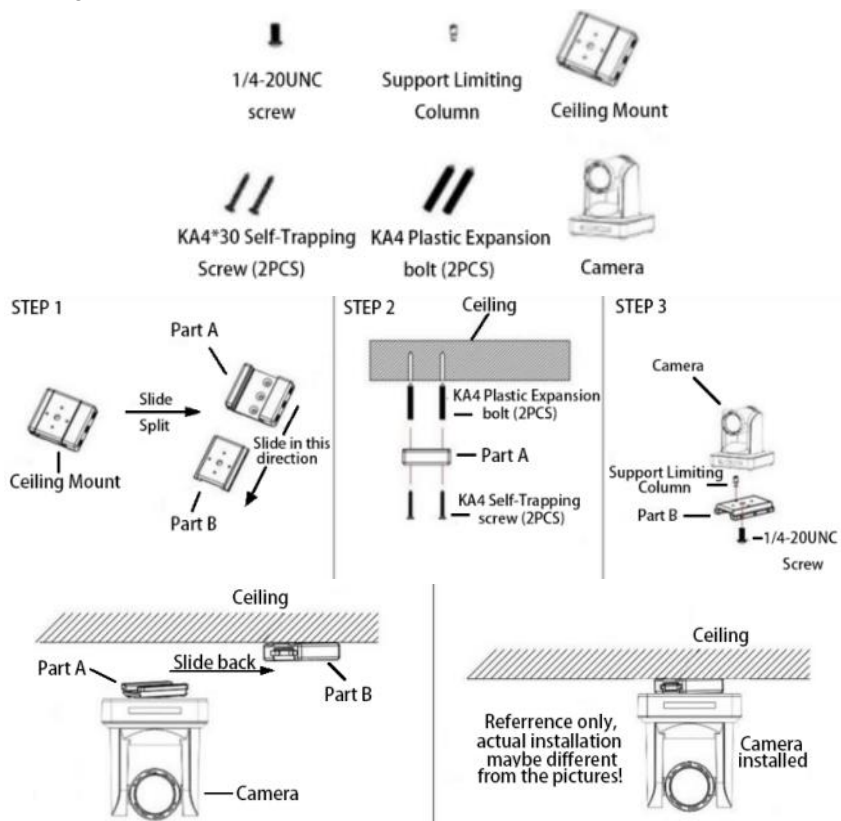 1/4-20UNC
screw
Support Limiting
Column
Ceiling Mount
KA4*30 Self-Trapping
Screw (2PCS)
KA4 Plastic Expansion
bolt (2PCS)
Camera
STEP 1
Part A
Slide
Split
Slide in this
direction
Ceiling Mount
Part B
STEP 2
Ceiling
KA4 Plastic Expansion
bolt (2PCS)
Part A
KA4 Self-Trapping
screw (2PCS)
STEP 3
Camera
Support Limiting
Column
Part B
1/4-20UNC
Screw
Ceiling
Part A
Slide back
Part B
Camera
Ceiling
Referrence only,
actual installation
maybe different
from the pictures!
Camera
installed